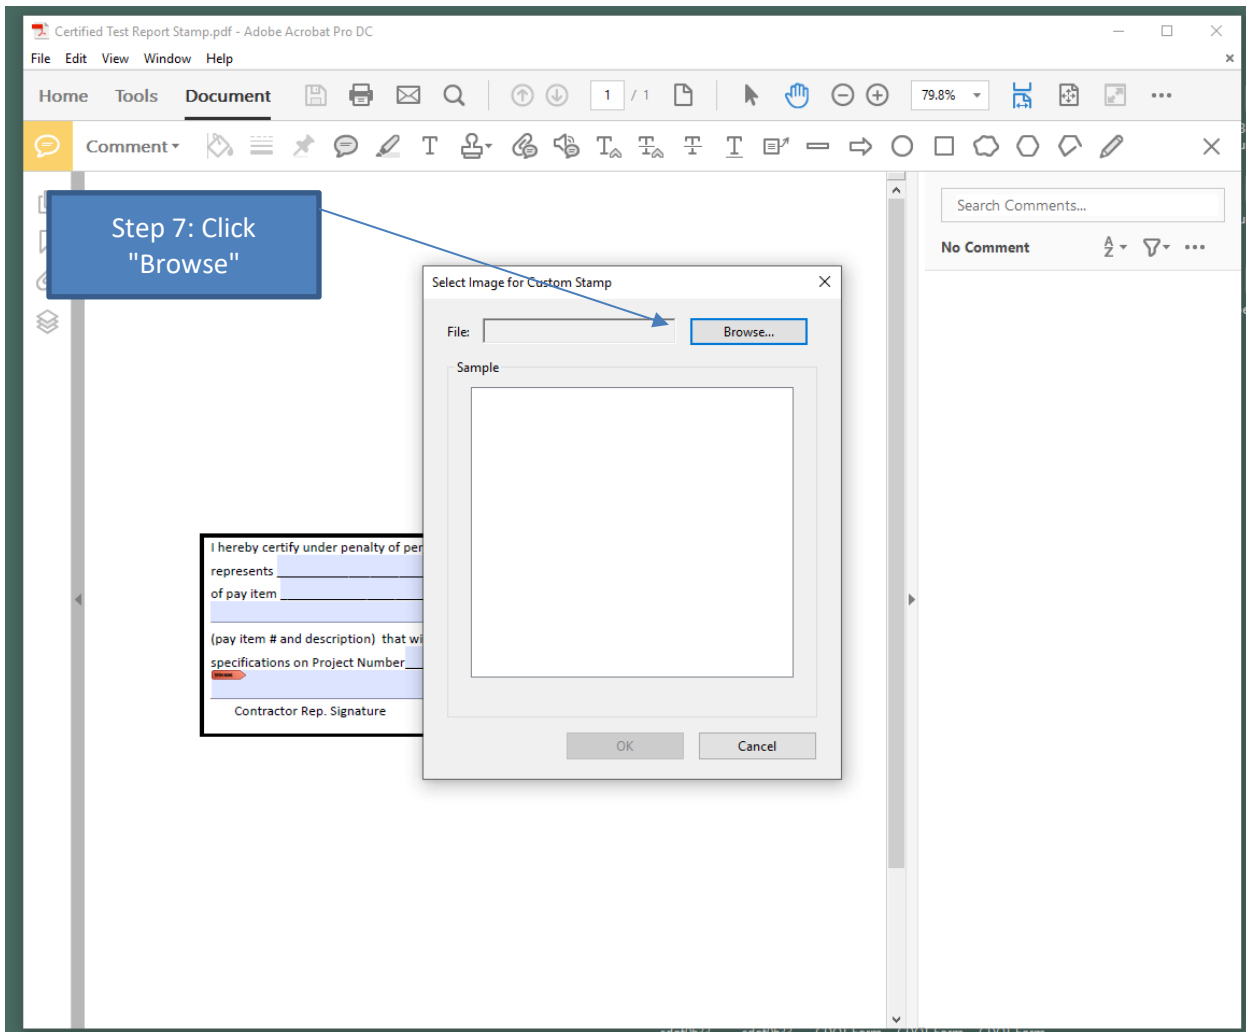 Certified Test Report Stamp.pdf - Adobe Acrobat Pro DC
File Edit View Window Help
Home Tools Document 1 / 1 79.8%
Comment
Step 7: Click
"Browse"
Search Comments...
No Comment
Select Image for Custom Stamp
File: Browse...
Sample
OK Cancel
I hereby certify under penalty of per
represents
of pay item
(pay item # and description) that wi
specifications on Project Number
Contractor Rep. Signature